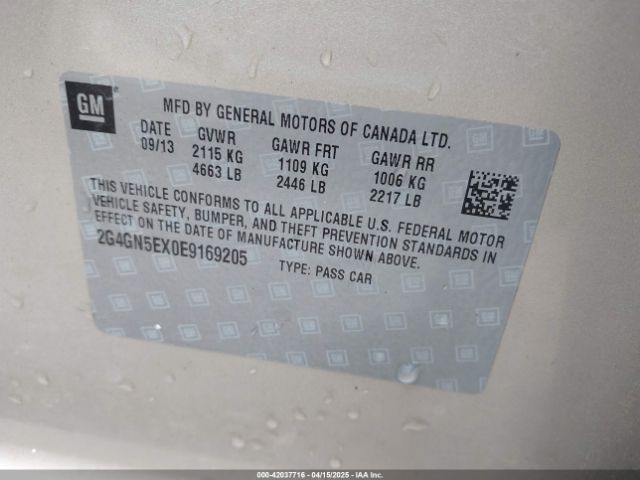 GM
MFD BY GENERAL MOTORS OF CANADA LTD.
DATE GVWR GAWR FRT GAWR RR
09/13 2115 KG 1109 KG 1006 KG
4663 LB 2446 LB 2217 LB
THIS VEHICLE CONFORMS TO ALL APPLICABLE U.S. FEDERAL MOTOR
VEHICLE SAFETY, BUMPER, AND THEFT PREVENTION STANDARDS IN
EFFECT ON THE DATE OF MANUFACTURE SHOWN ABOVE.
2G4GN5EX0E9169205
TYPE: PASS CAR
000-42037716 - 04/15/2025 - IAA Inc.